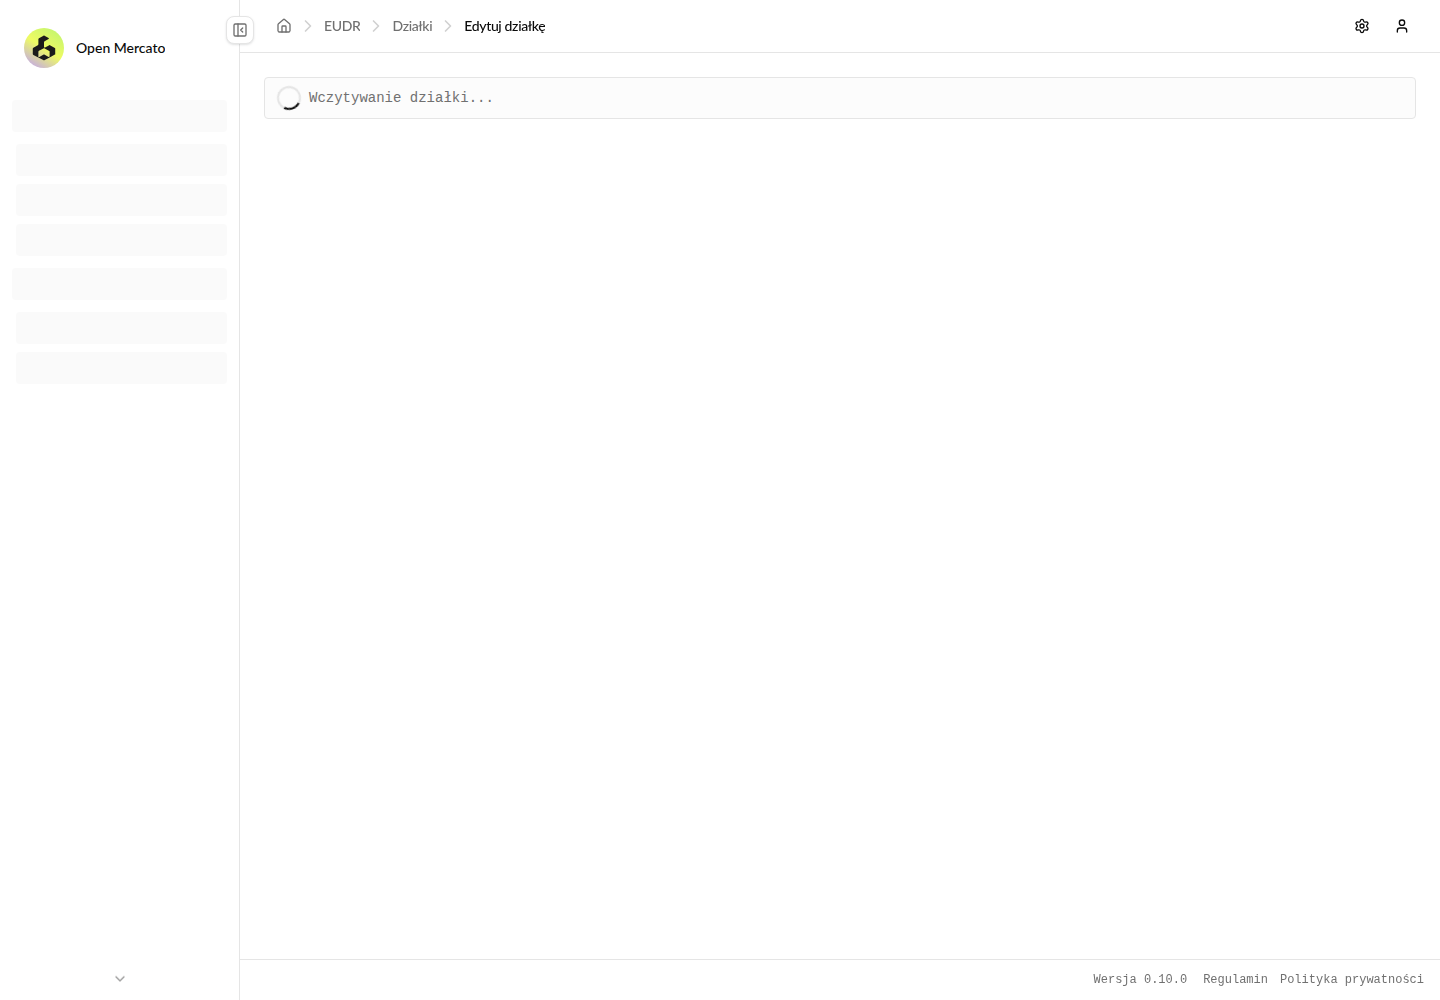 Open Mercato
EUDR
Działki
Edytuj działkę
Wczytywanie działki...
Wersja 0.10.0
Regulamin
Polityka prywatności